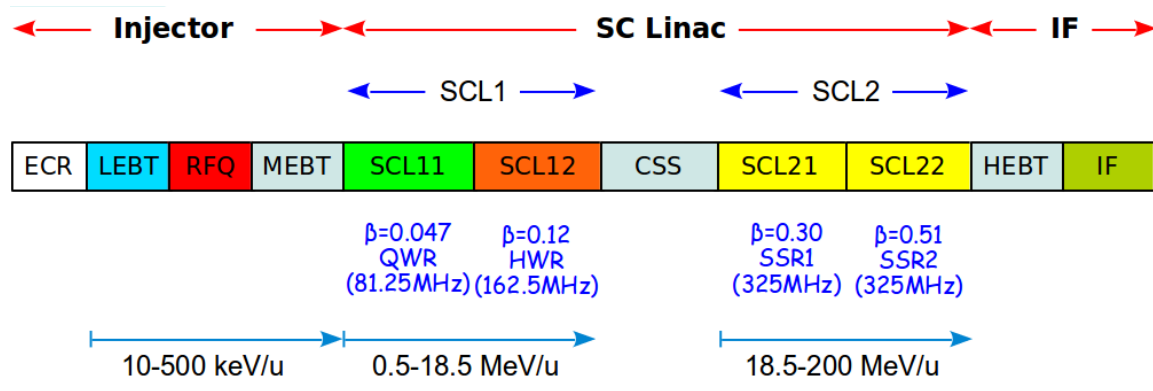 Injector SC Linac IF
SCL1 SCL2
ECR LEBT RFQ MEBT SCL11 SCL12 CSS SCL21 SCL22 HEBT IF
β=0.047 β=0.12 β=0.30 β=0.51
QWR HWR SSR1 SSR2
(81.25MHz) (162.5MHz) (325MHz) (325MHz)
10-500 keV/u 0.5-18.5 MeV/u 18.5-200 MeV/u